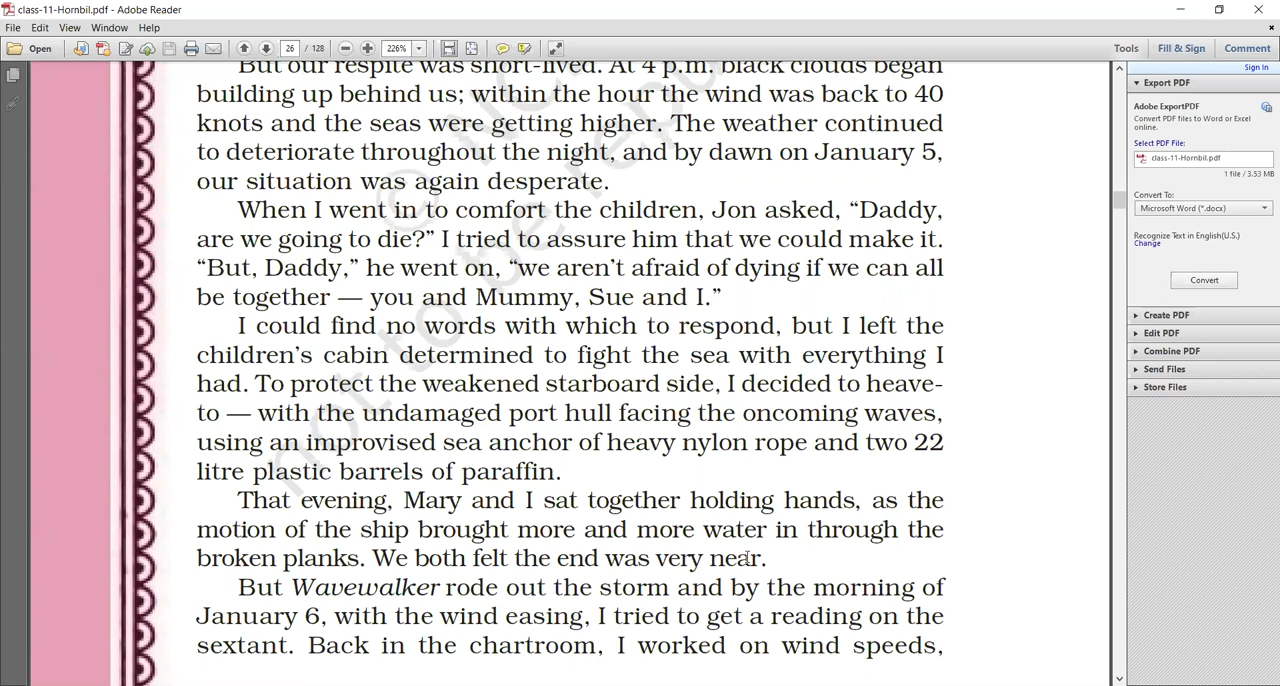 class-11-Hornbil.pdf - Adobe Reader
File Edit View Window Help
Open 26 / 128 226% Tools Fill & Sign Comment
Sign In
Export PDF
Adobe ExportPDF
Convert PDF files to Word or Excel
online.
Select PDF File:
class-11-Hornbil.pdf
1 file / 3.53 MB
Convert To:
Microsoft Word (*.docx)
Recognize Text in English(U.S.)
Change
Convert
Create PDF
Edit PDF
Combine PDF
Send Files
Store Files
But our respite was short-lived. At 4 p.m. black clouds began
building up behind us; within the hour the wind was back to 40
knots and the seas were getting higher. The weather continued
to deteriorate throughout the night, and by dawn on January 5,
our situation was again desperate.
When I went in to comfort the children, Jon asked, “Daddy,
are we going to die?” I tried to assure him that we could make it.
“But, Daddy,” he went on, “we aren’t afraid of dying if we can all
be together — you and Mummy, Sue and I.”
I could find no words with which to respond, but I left the
children’s cabin determined to fight the sea with everything I
had. To protect the weakened starboard side, I decided to heave-
to — with the undamaged port hull facing the oncoming waves,
using an improvised sea anchor of heavy nylon rope and two 22
litre plastic barrels of paraffin.
That evening, Mary and I sat together holding hands, as the
motion of the ship brought more and more water in through the
broken planks. We both felt the end was very near.
But Wavewalker rode out the storm and by the morning of
January 6, with the wind easing, I tried to get a reading on the
sextant. Back in the chartroom, I worked on wind speeds,
not to be repu